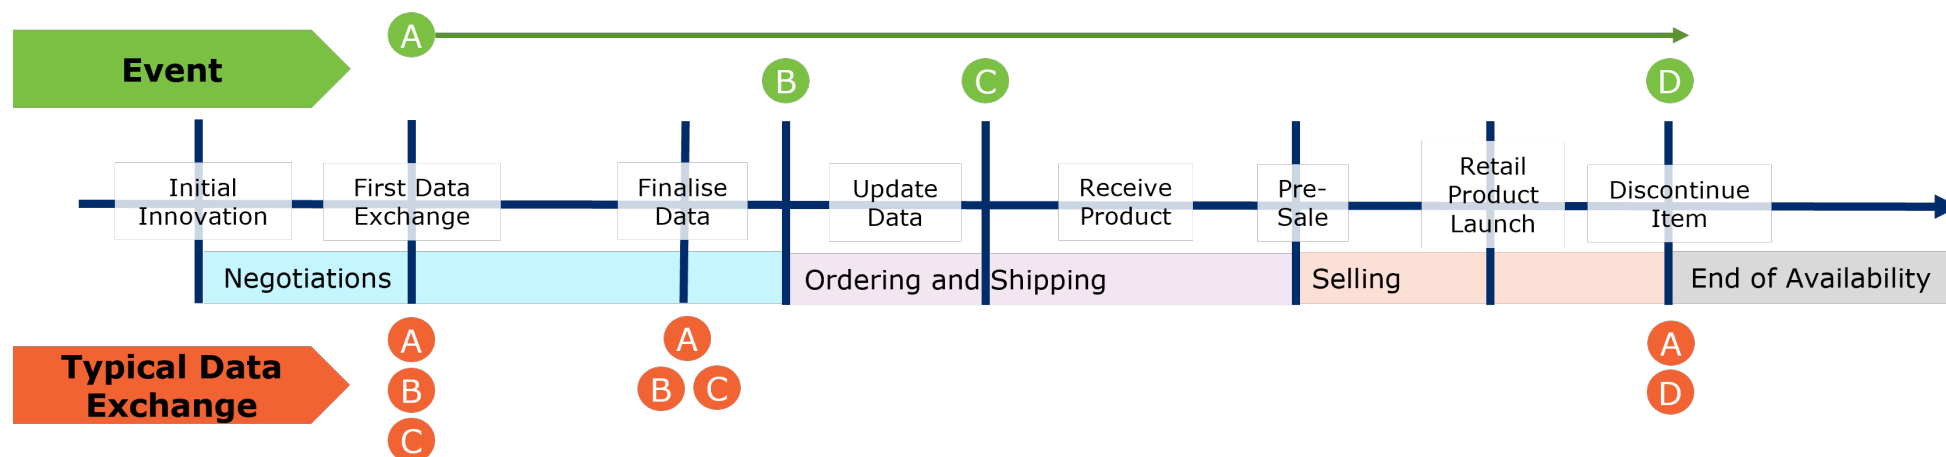 A
Event
B
C
D
Initial
Innovation
First Data
Exchange
Finalise
Data
Update
Data
Receive
Product
Pre-
Sale
Retail
Product
Launch
Discontinue
Item
Negotiations
Ordering and Shipping
Selling
End of Availability
Typical Data
Exchange
A
B
C
A
B
C
A
D